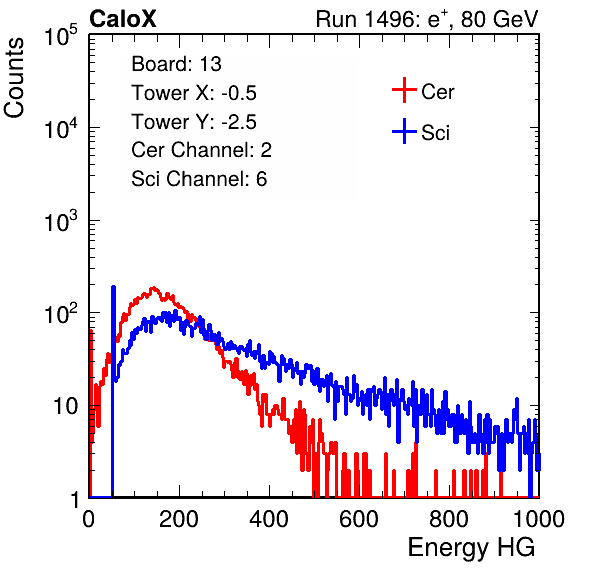 CaloX Run 1496: e⁺, 80 GeV
Counts
10⁵
10⁴
10³
10²
10
1
Board: 13
Tower X: -0.5
Tower Y: -2.5
Cer Channel: 2
Sci Channel: 6
Cer
Sci
0 200 400 600 800 1000
Energy HG